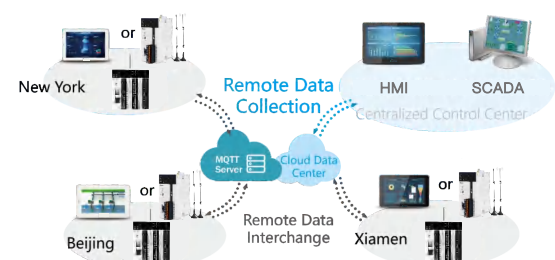 or
New York
Remote Data
Collection
HMI
SCADA
Centralized Control Center
MQTT
Server
Cloud Data
Center
or
Beijing
Remote Data
Interchange
or
Xiamen